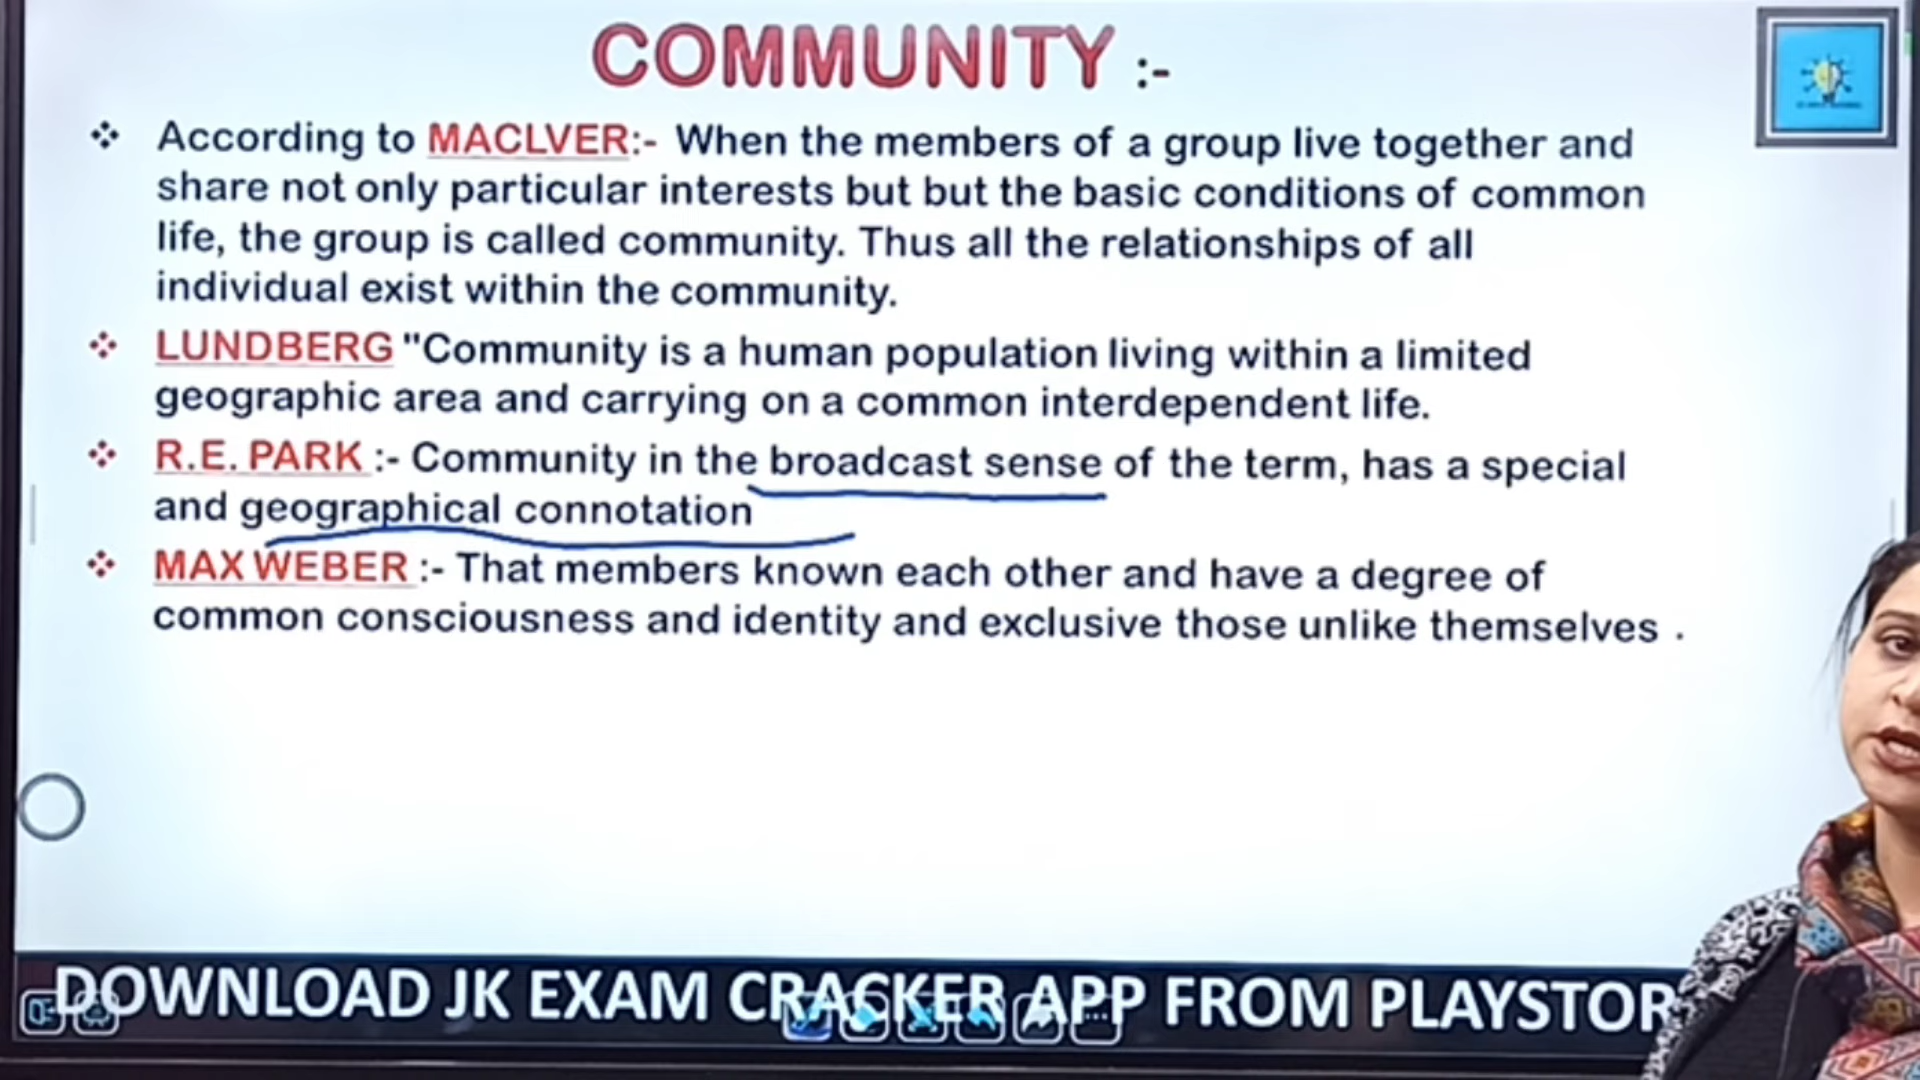 COMMUNITY :-
According to MACLVER:- When the members of a group live together and
share not only particular interests but but the basic conditions of common
life, the group is called community. Thus all the relationships of all
individual exist within the community.
LUNDBERG "Community is a human population living within a limited
geographic area and carrying on a common interdependent life.
R.E. PARK :- Community in the broadcast sense of the term, has a special
and geographical connotation
MAX WEBER :- That members known each other and have a degree of
common consciousness and identity and exclusive those unlike themselves .
DOWNLOAD JK EXAM CRACKER APP FROM PLAYSTOR